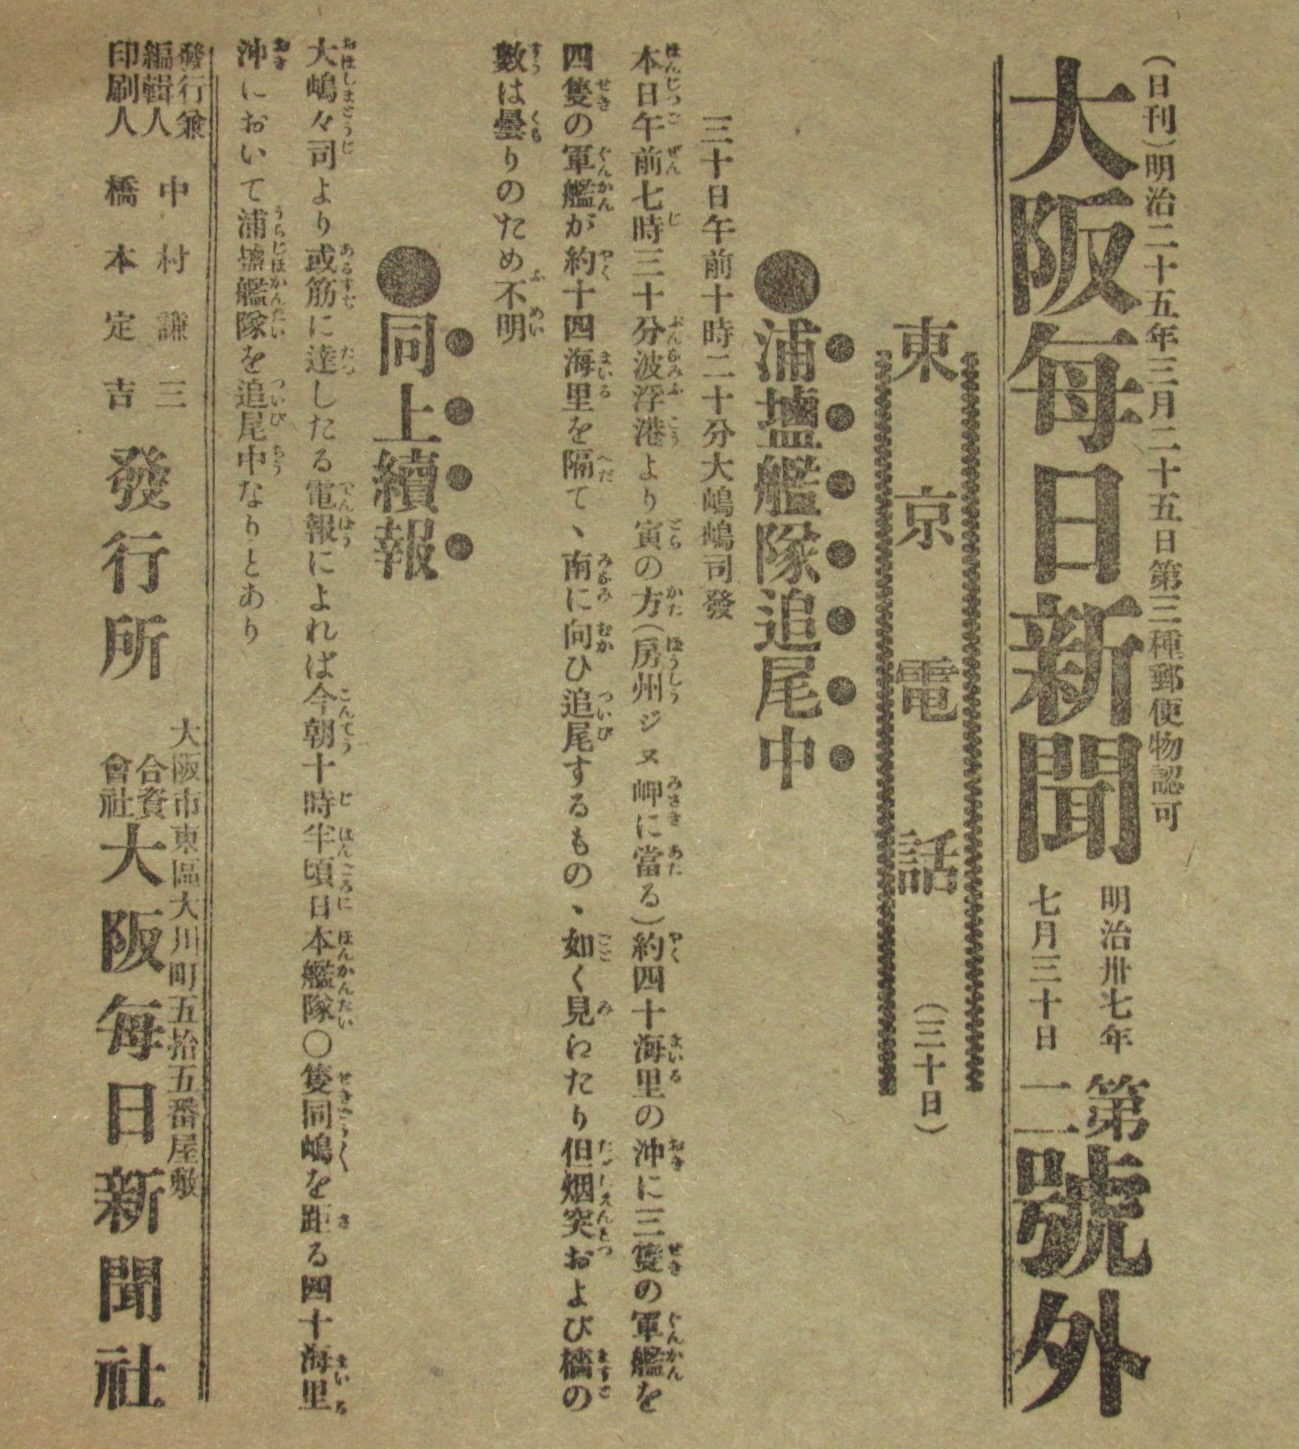 (日刊)明治二十五年三月二十五日第三種郵便物認可
大阪毎日新聞
明治卅七年
七月三十日
第二號外
東京電話
(三十日)
●浦塩艦隊追尾中
三十日午前十時二十分大嶋嶋司發
本日午前七時三十分波浮港より寅の方(房州ジヌ岬に當る)約四十海里の沖に三隻の軍艦を
四隻の軍艦が約十四海里を隔て、南に向ひ追尾するもの、如く見わたり但烟突および檣の
數は曇りのため不明
●同上續報
大嶋々司より或筋に達したる電報によれば今朝十時半頃日本艦隊〇隻同嶋を距る四十海里
沖において浦塩艦隊を追尾中なりとあり
發行兼
編輯人
中村謙三
印刷人
橋本定吉
發行所
大阪市東區大川町五拾五番屋敷
合資
會社
大阪毎日新聞社